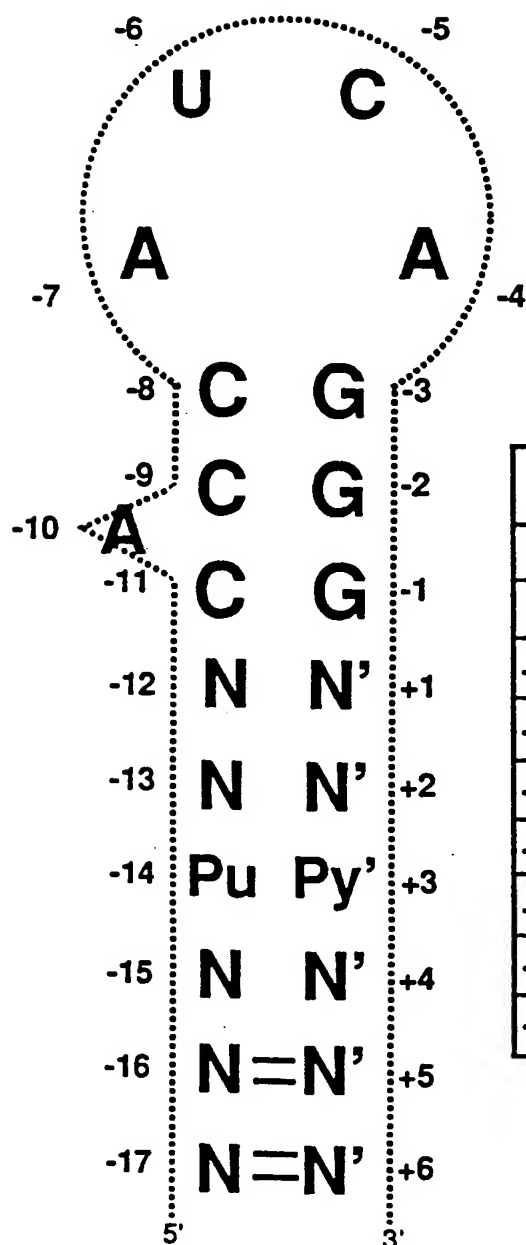 -6 -5
U C
A A
-7 -4
-8 C G -3
-9 C G -2
-10 A
-11 C G -1
-12 N N' +1
-13 N N' +2
-14 Pu Py' +3
-15 N N' +4
-16 N=N' +5
-17 N=N' +6
5' 3'